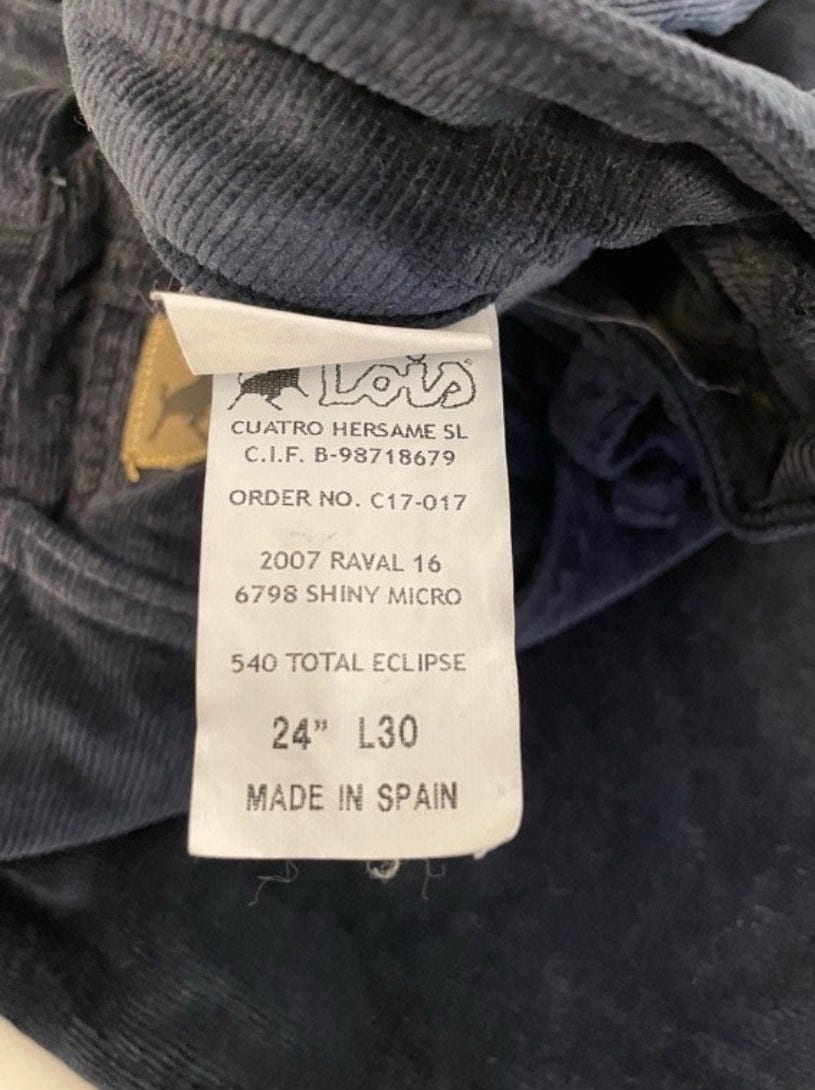 Lois
CUATRO HERSAME SL
C.I.F. B-98718679
ORDER NO. C17-017
2007 RAVAL 16
6798 SHINY MICRO
540 TOTAL ECLIPSE
24” L30
MADE IN SPAIN